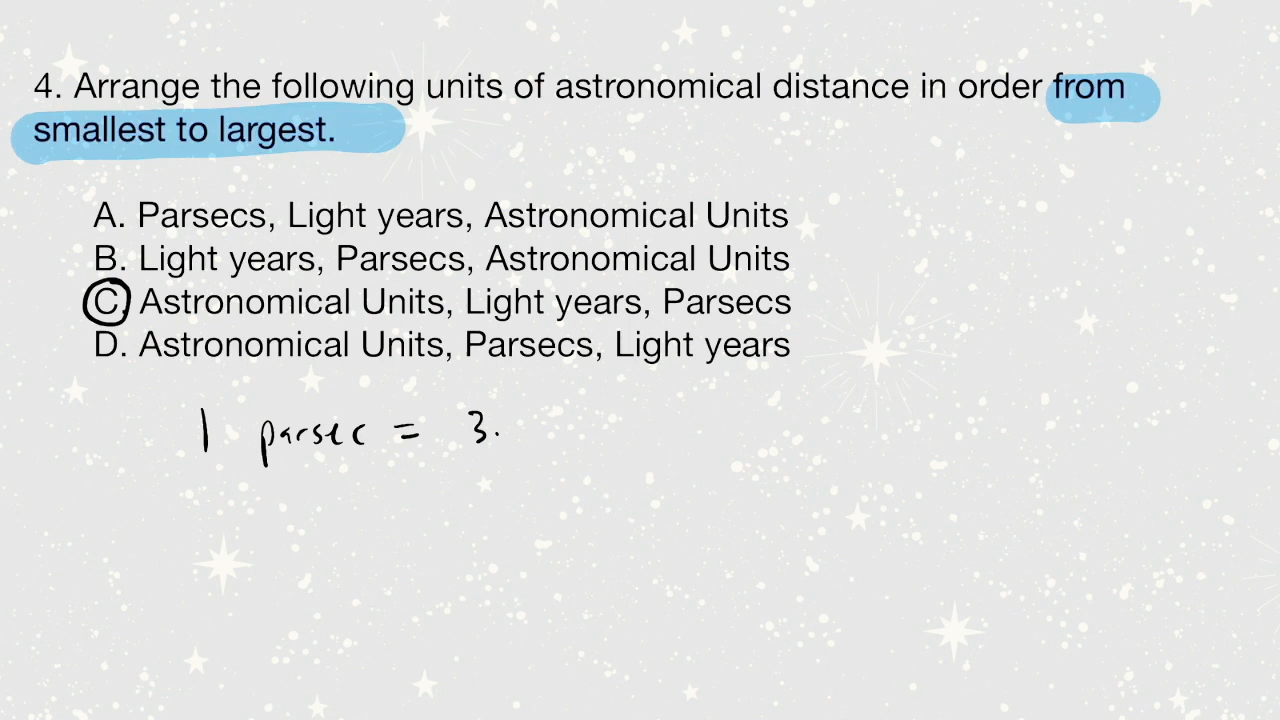 4. Arrange the following units of astronomical distance in order from
smallest to largest.
A. Parsecs, Light years, Astronomical Units
B. Light years, Parsecs, Astronomical Units
C. Astronomical Units, Light years, Parsecs
D. Astronomical Units, Parsecs, Light years
1 parsec = 3.